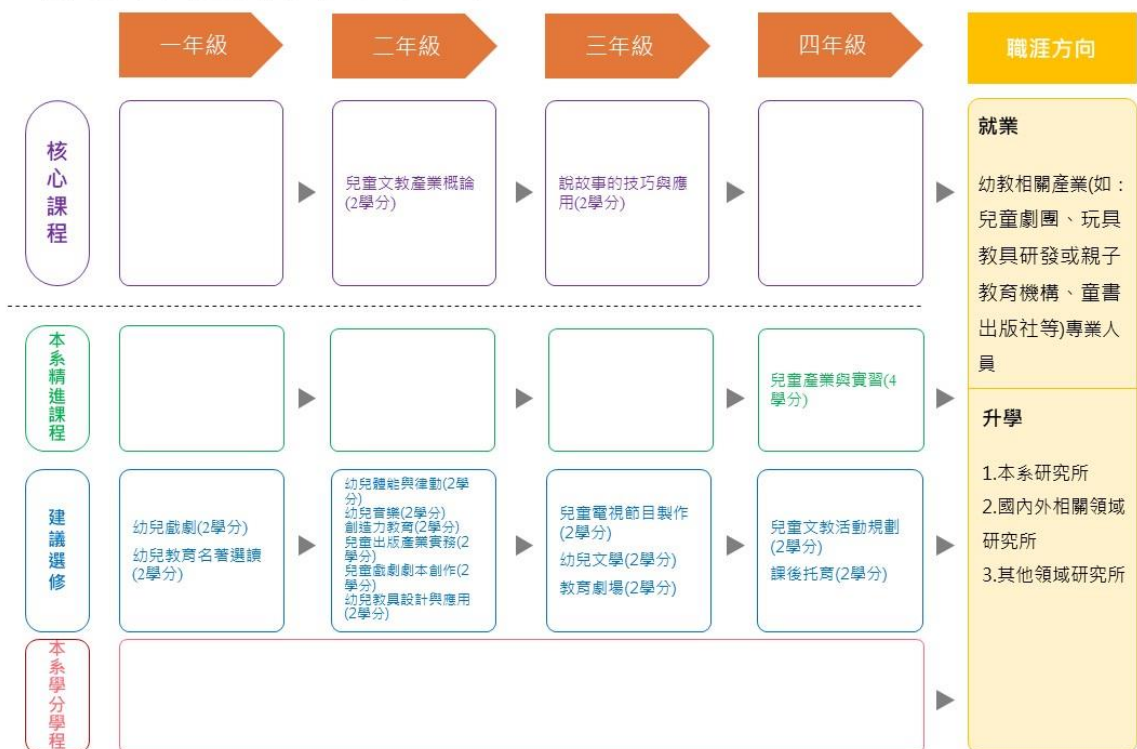 一年級
二年級
三年級
四年級
職涯方向
核心課程
兒童文教產業概論
(2學分)
說故事的技巧與應
用(2學分)
就業
幼教相關產業(如：
兒童劇團、玩具
教具研發或親子
教育機構、童書
出版社等)專業人
員
本系精進課程
兒童產業與實習(4
學分)
升學
1.本系研究所
2.國內外相關領域
研究所
3.其他領域研究所
建議選修
幼兒戲劇(2學分)
幼兒教育名著選讀
(2學分)
幼兒體能與律動(2學
分)
幼兒音樂(2學分)
創造力教育(2學分)
兒童出版產業實務(2
學分)
兒童戲劇劇本創作(2
學分)
幼兒教具設計與應用
(2學分)
兒童電視節目製作
(2學分)
幼兒文學(2學分)
教育劇場(2學分)
兒童文教活動規劃
(2學分)
課後托育(2學分)
本系學分學程